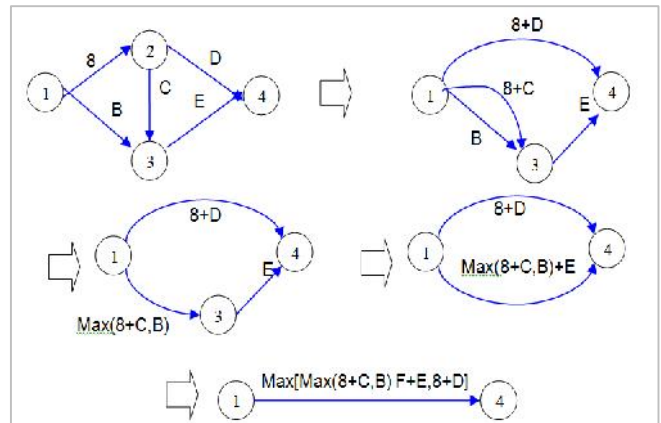 8
2
D
1
C
4
B
E
3
8+D
1
8+C
4
B
E
3
8+D
1
4
E
Max(8+C,B)
3
8+D
1
4
Max(8+C,B)+E
1
Max[Max(8+C,B) F+E,8+D]
4